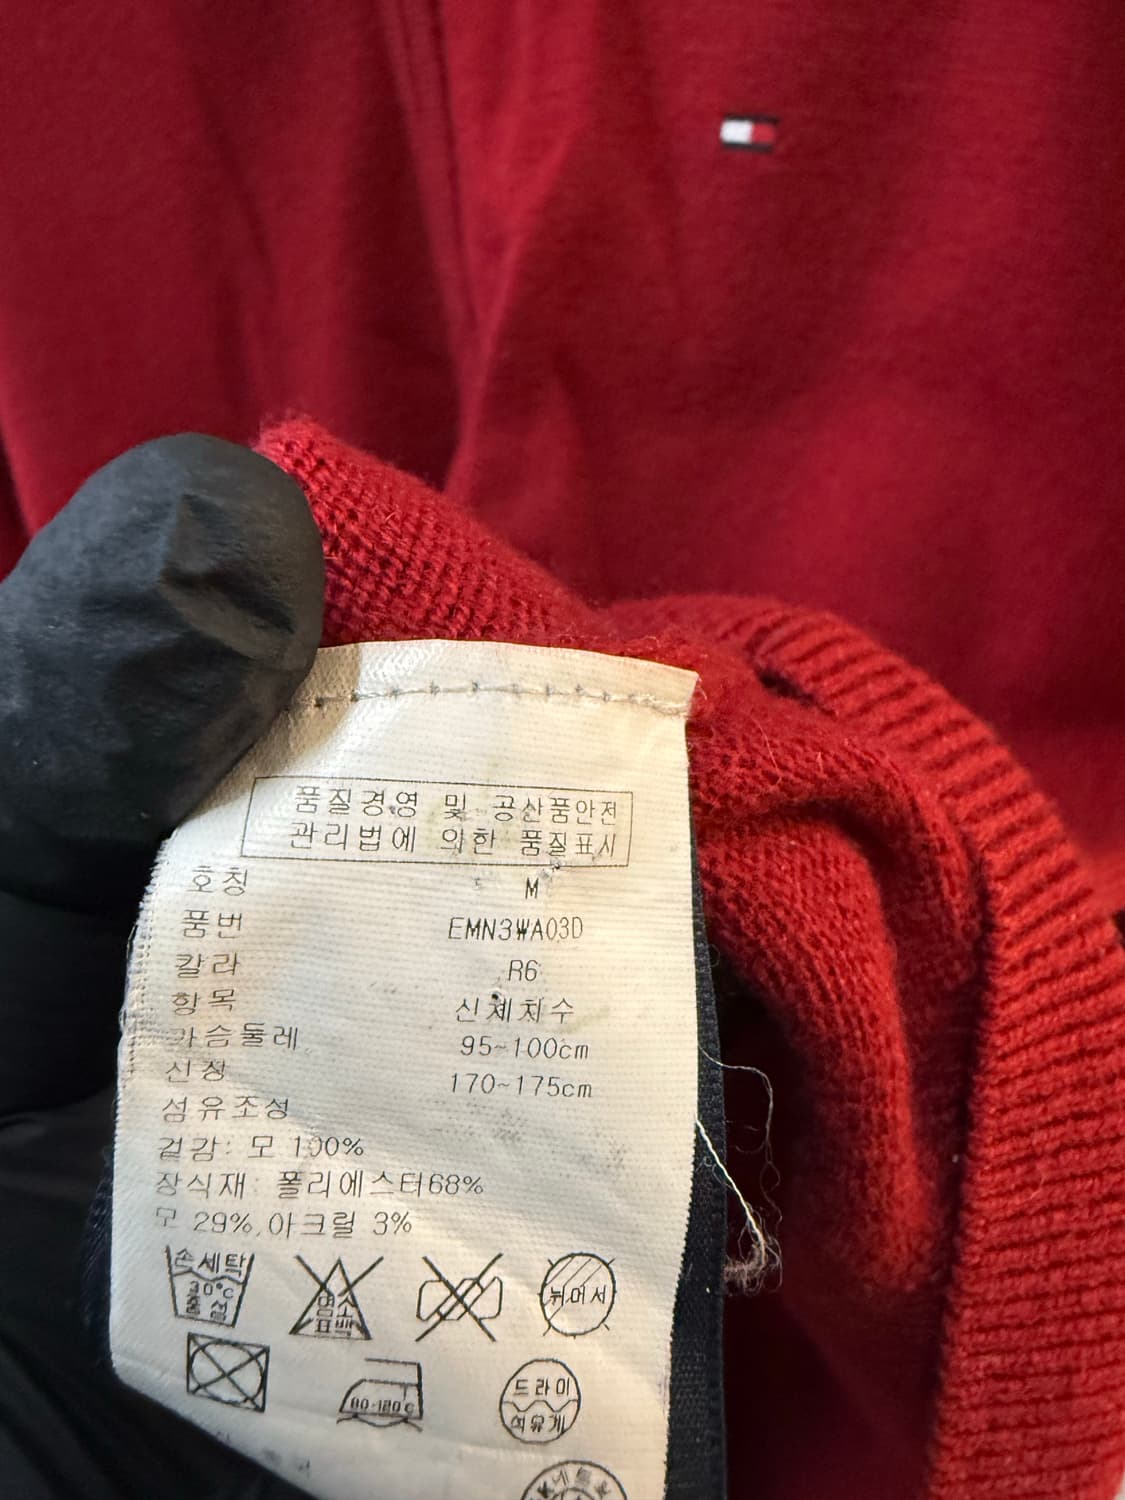 품질경영 및 공산품안전
관리법에 의한 품질표시
호칭 M
품번 EMN3WA03D
칼라 R6
항목 신체치수
가슴둘레 95~100cm
신장 170~175cm
섬유조성
겉감: 모 100%
장식재: 폴리에스터68%
모 29%,아크릴 3%
손세탁
30℃
중성
염소
표백
뉘어서
80-120℃
드라이
석유계